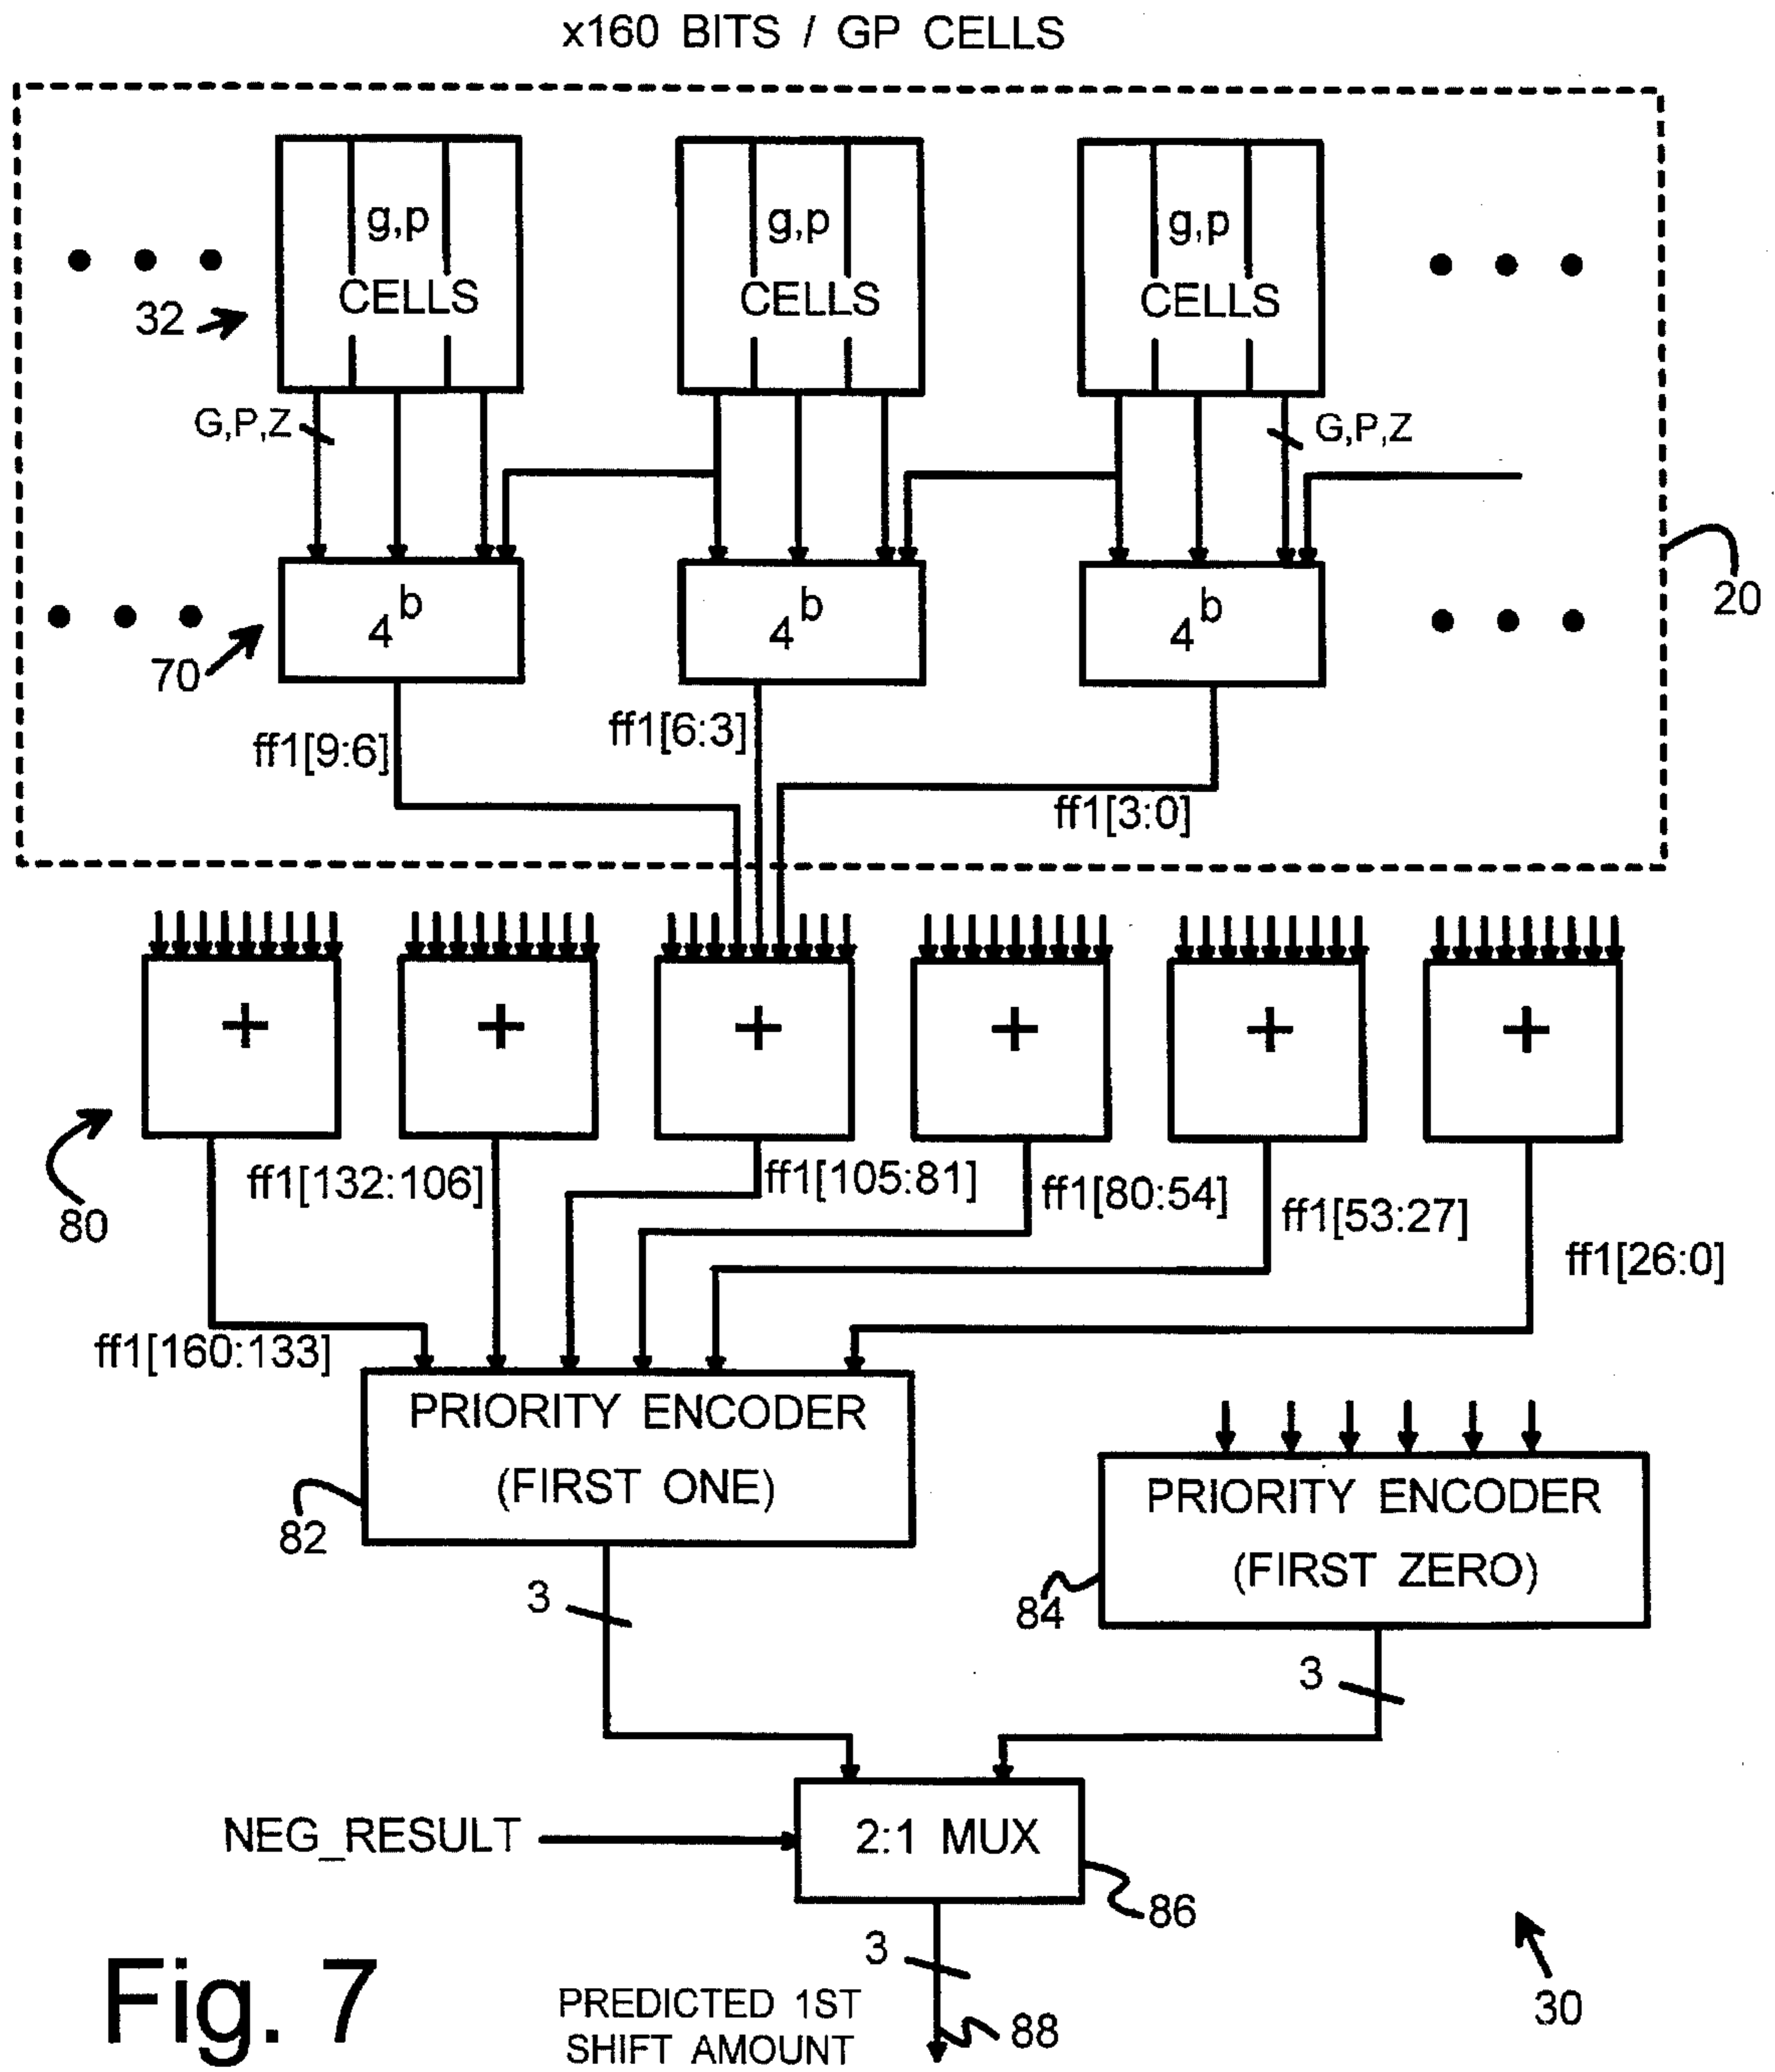 x160 BITS / GP CELLS
g,p
CELLS
g,p
CELLS
g,p
CELLS
32
G,P,Z
G,P,Z
4b
4b
4b
20
70
ff1[9:6]
ff1[6:3]
ff1[3:0]
+
+
+
+
+
+
80
ff1[132:106]
ff1[105:81]
ff1[80:54]
ff1[53:27]
ff1[26:0]
ff1[160:133]
PRIORITY ENCODER
(FIRST ONE)
82
PRIORITY ENCODER
(FIRST ZERO)
84
3
3
NEG_RESULT
2:1 MUX
86
3
PREDICTED 1ST
SHIFT AMOUNT
88
30
Fig. 7